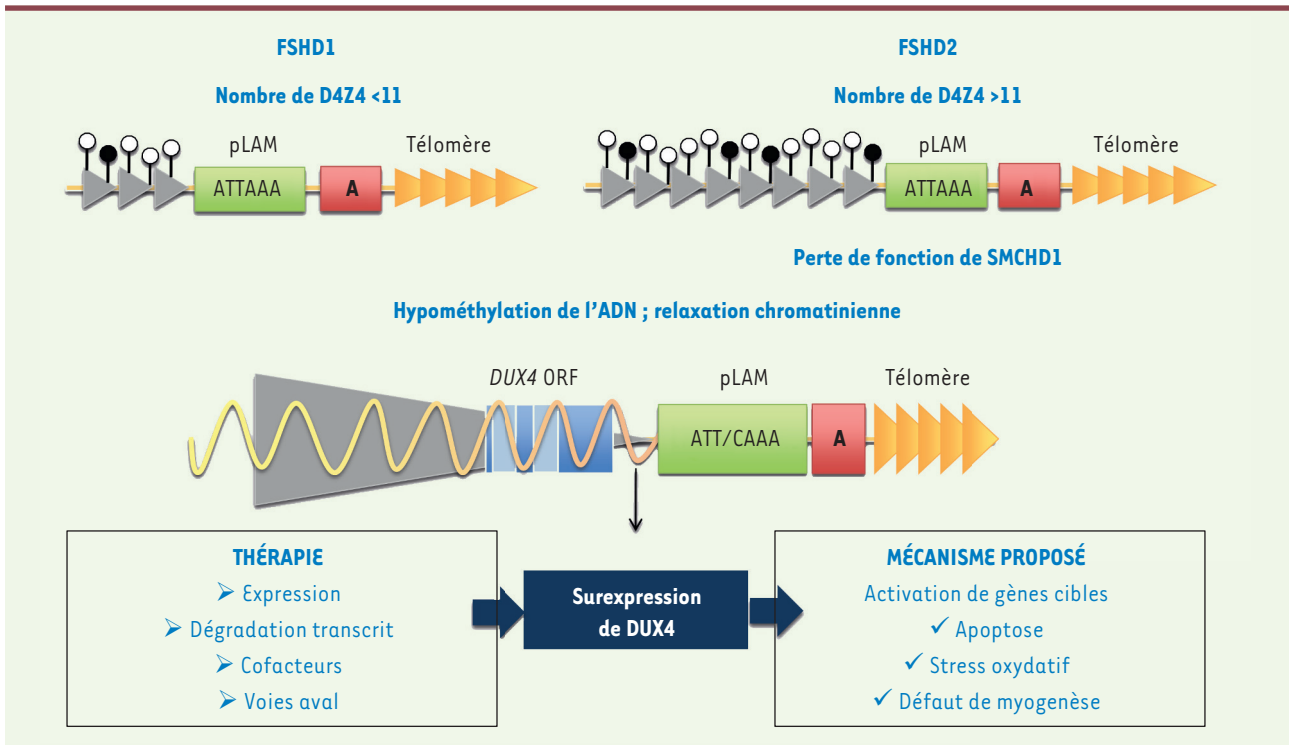 FSHD1
Nombre de D4Z4 <11
pLAM
Télomère
ATTAAA
A
FSHD2
Nombre de D4Z4 >11
pLAM
Télomère
ATTAAA
A
Perte de fonction de SMCHD1
Hypométhylation de l’ADN ; relaxation chromatinienne
DUX4 ORF
pLAM
Télomère
ATT/CAAA
A
THÉRAPIE
➢ Expression
➢ Dégradation transcrit
➢ Cofacteurs
➢ Voies aval
Surexpression
de DUX4
MÉCANISME PROPOSÉ
Activation de gènes cibles
✓ Apoptose
✓ Stress oxydatif
✓ Défaut de myogenèse